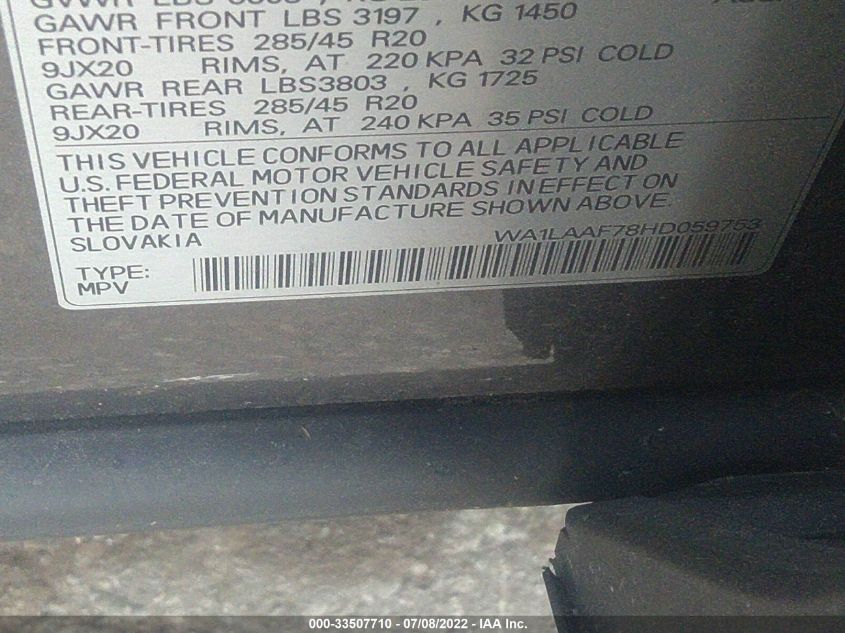 GAWR FRONT LBS 3197 , KG 1450
FRONT-TIRES 285/45 R20
9JX20 RIMS, AT 220 KPA 32 PSI COLD
GAWR REAR LBS3803 , KG 1725
REAR-TIRES 285/45 R20
9JX20 RIMS, AT 240 KPA 35 PSI COLD
THIS VEHICLE CONFORMS TO ALL APPLICABLE
U.S. FEDERAL MOTOR VEHICLE SAFETY AND
THEFT PREVENTION STANDARDS IN EFFECT ON
THE DATE OF MANUFACTURE SHOWN ABOVE.
SLOVAKIA WA1LAAF78HD059753
TYPE:
MPV
000-33507710 - 07/08/2022 - IAA Inc.